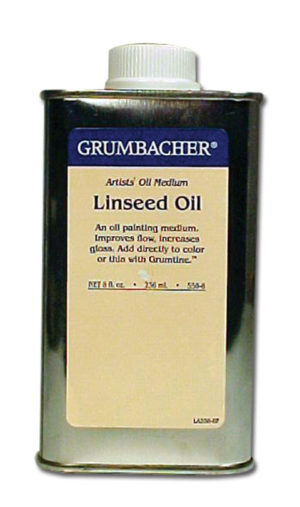 GRUMBACHER®
Artists' Oil Medium
Linseed Oil
An oil painting medium.
Improves flow, increases
gloss. Add directly to color
or thin with Grumtine.™
NET 8 fl. oz. • 236 ml. • 550-8